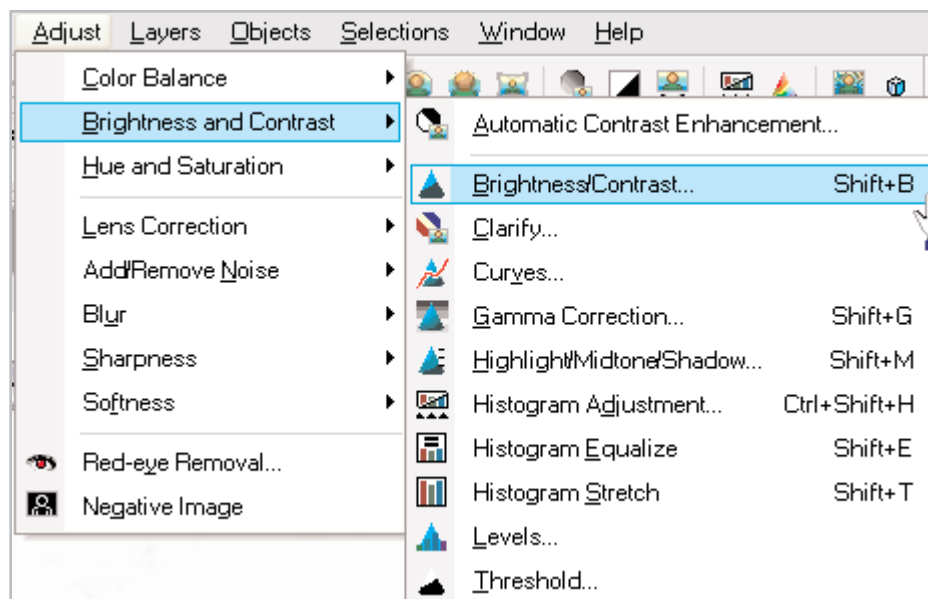 Adjust Layers Objects Selections Window Help
Color Balance
Brightness and Contrast
Hue and Saturation
Lens Correction
Add/Remove Noise
Blur
Sharpness
Softness
Red-eye Removal...
Negative Image
Automatic Contrast Enhancement...
Brightness/Contrast... Shift+B
Clarify...
Curves...
Gamma Correction... Shift+G
Highlight/Midtone/Shadow... Shift+M
Histogram Adjustment... Ctrl+Shift+H
Histogram Equalize Shift+E
Histogram Stretch Shift+T
Levels...
Threshold...